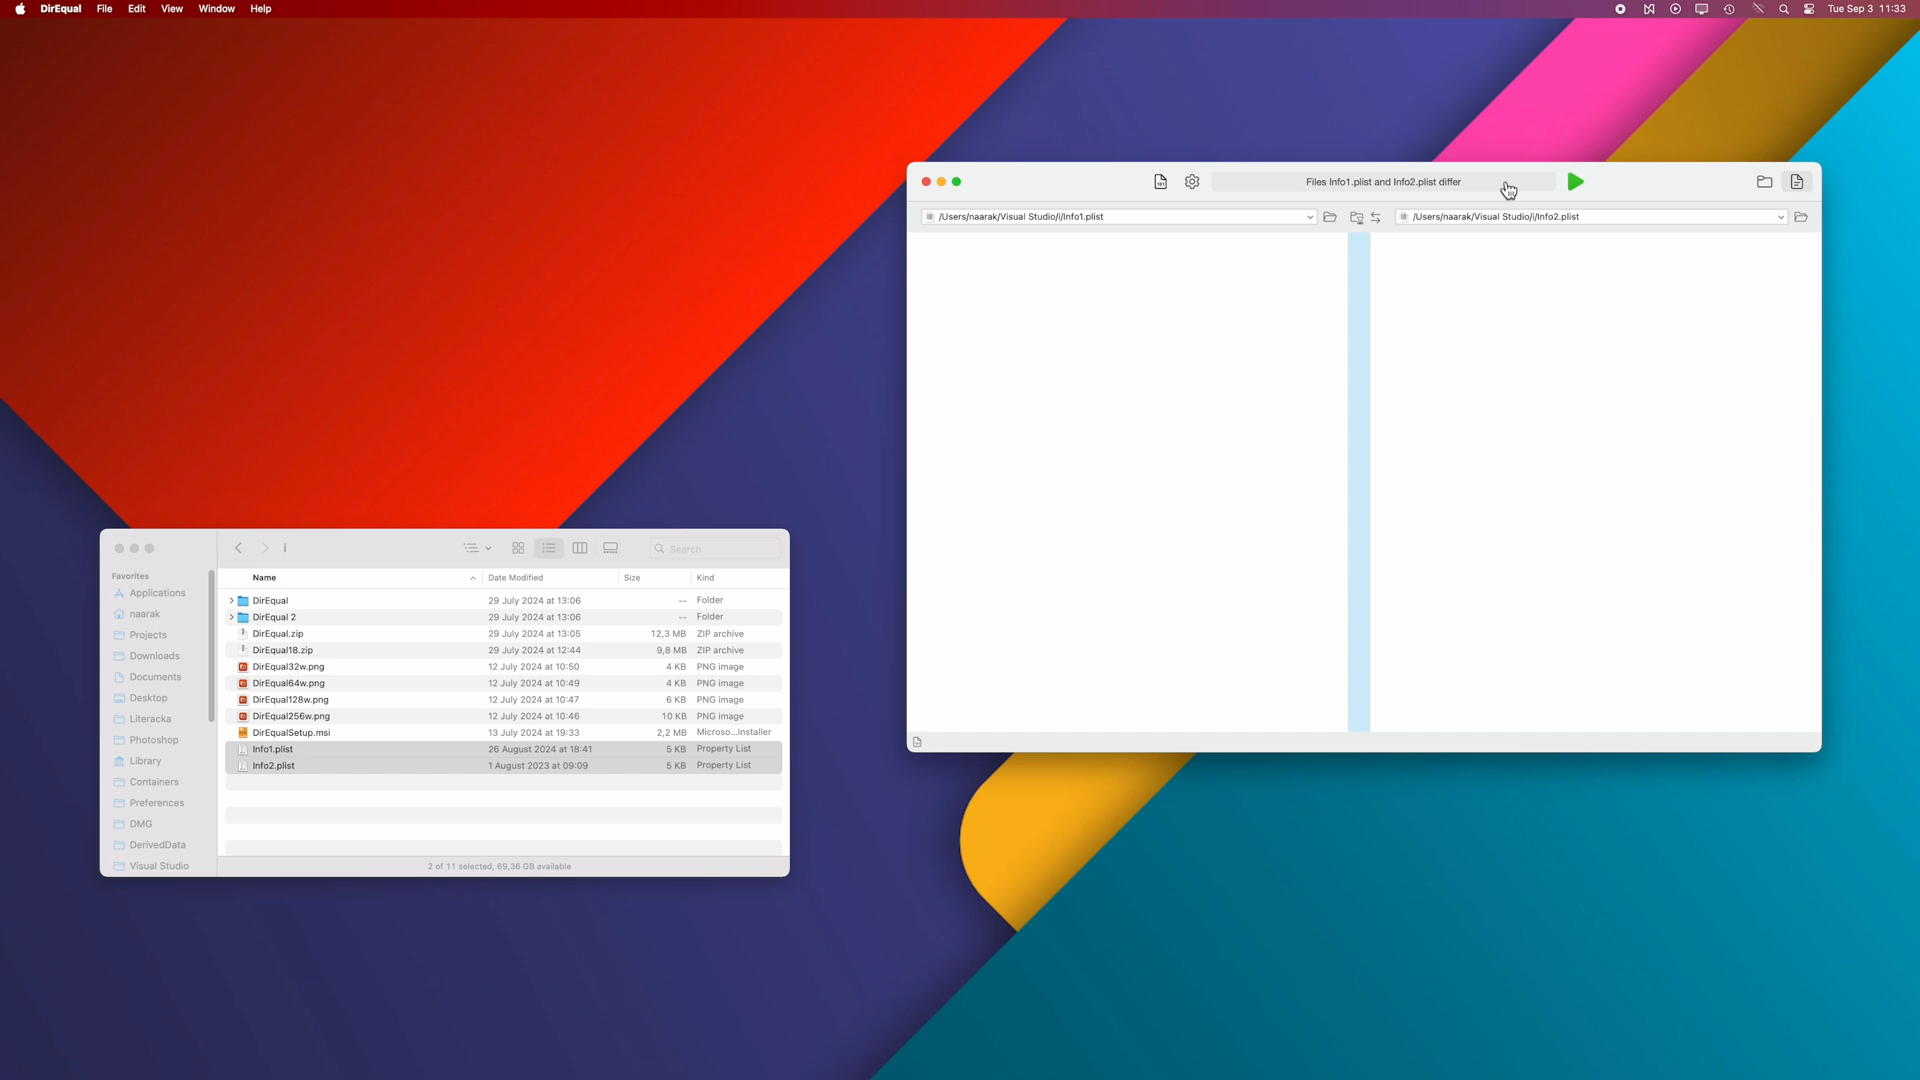 DirEqual File Edit View Window Help
Tue Sep 3 11:33
Files Info1.plist and Info2.plist differ
/Users/naarak/Visual Studio/i/Info1.plist
/Users/naarak/Visual Studio/i/Info2.plist
i
Search
Favorites
Applications
naarak
Projects
Downloads
Documents
Desktop
Literacka
Photoshop
Library
Containers
Preferences
DMG
DerivedData
Visual Studio
Name Date Modified Size Kind
DirEqual 29 July 2024 at 13:06 -- Folder
DirEqual 2 29 July 2024 at 13:06 -- Folder
DirEqual.zip 29 July 2024 at 13:05 12,3 MB ZIP archive
DirEqual18.zip 29 July 2024 at 12:44 9,8 MB ZIP archive
DirEqual32w.png 12 July 2024 at 10:50 4 KB PNG image
DirEqual64w.png 12 July 2024 at 10:49 4 KB PNG image
DirEqual128w.png 12 July 2024 at 10:47 6 KB PNG image
DirEqual256w.png 12 July 2024 at 10:46 10 KB PNG image
DirEqualSetup.msi 13 July 2024 at 19:33 2,2 MB Microso...Installer
Info1.plist 26 August 2024 at 18:41 5 KB Property List
Info2.plist 1 August 2023 at 09:09 5 KB Property List
2 of 11 selected, 69,36 GB available